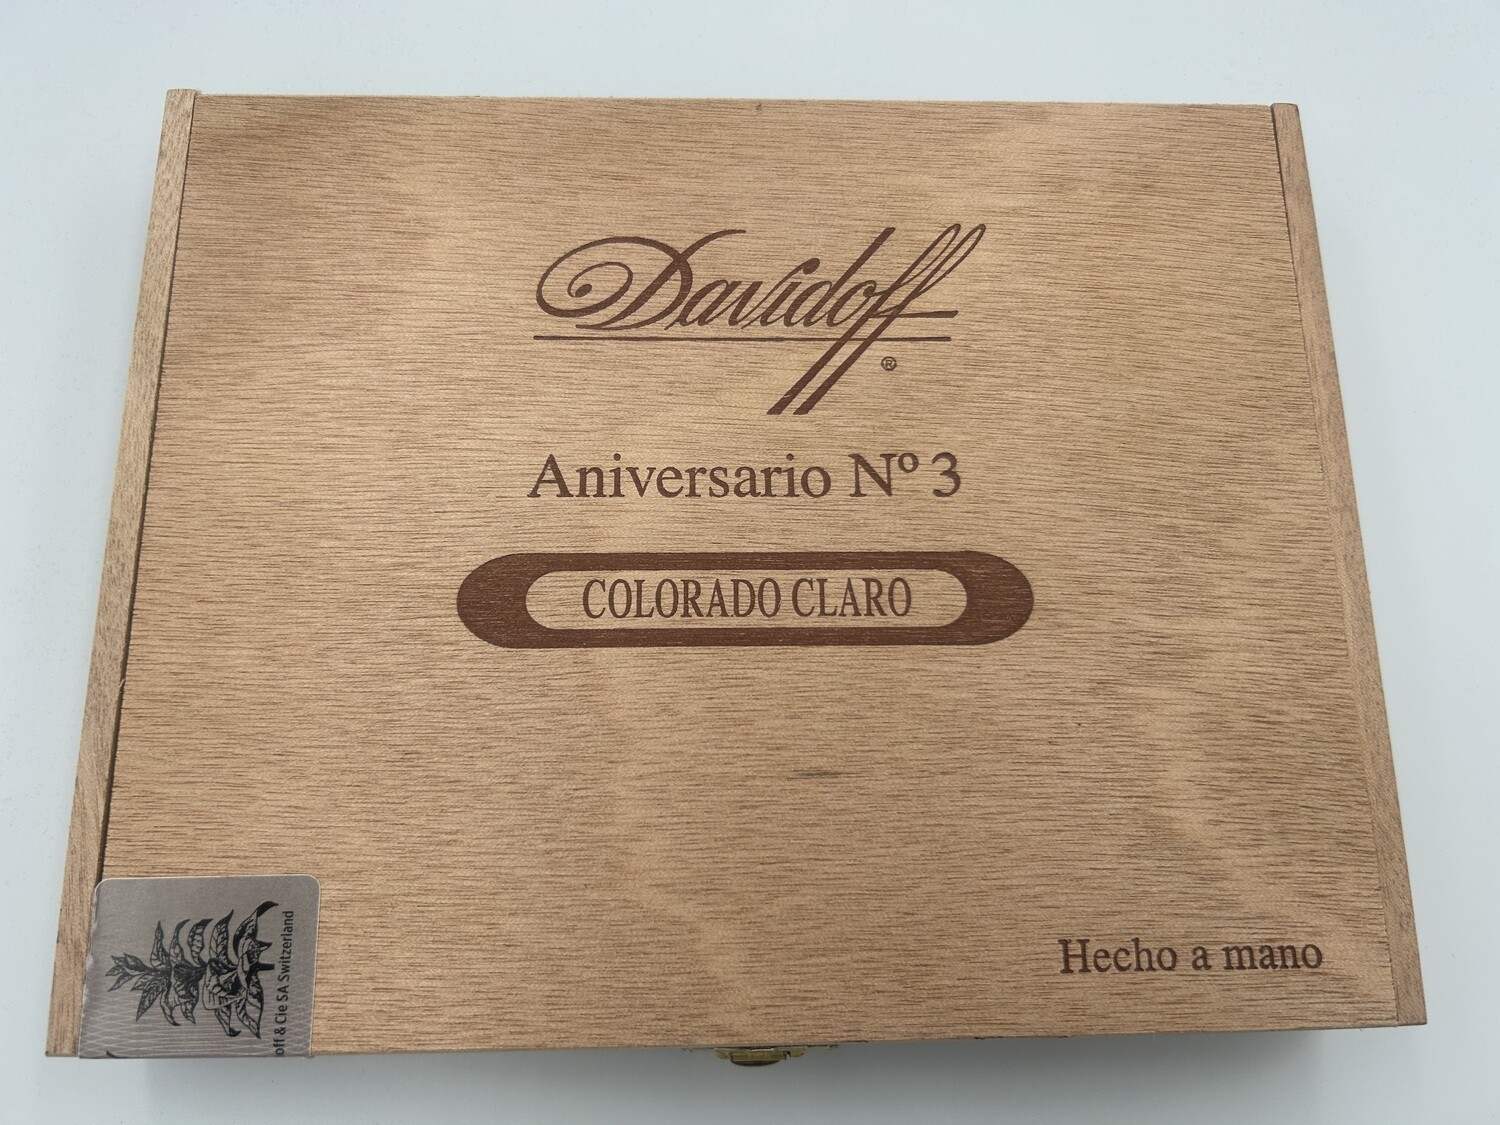 Davidoff
®
Aniversario Nº 3
COLORADO CLARO
Hecho a mano
off & Cie SA Switzerland